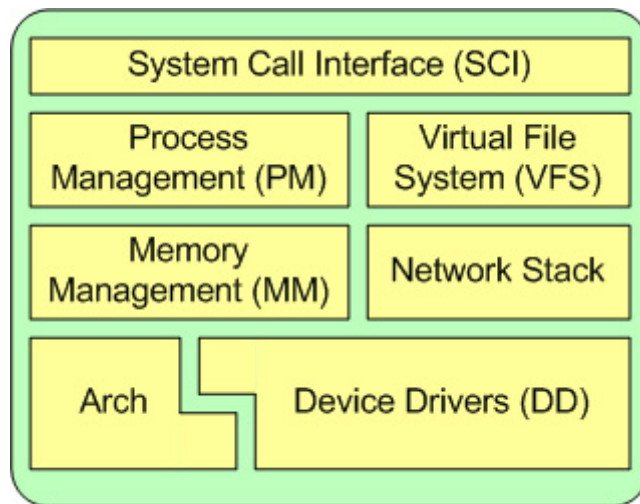 System Call Interface (SCI)
Process
Management (PM)
Virtual File
System (VFS)
Memory
Management (MM)
Network Stack
Arch
Device Drivers (DD)